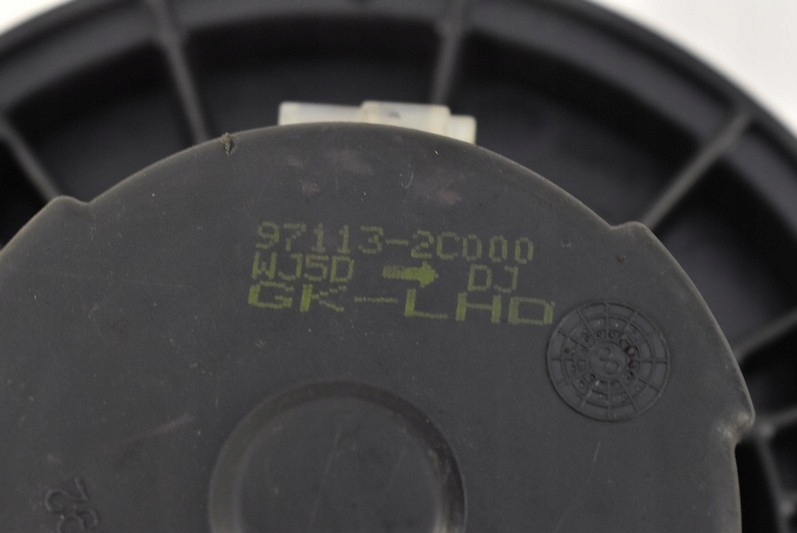 97113-2C000
WJ5D → DJ
GK-LHD